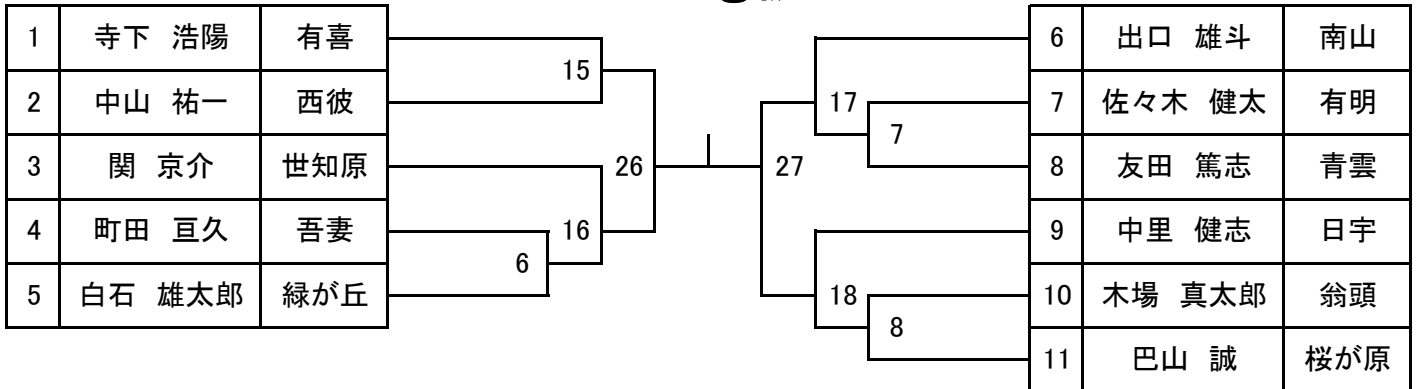 1 寺下 浩陽 有喜
2 中山 祐一 西彼
3 関 京介 世知原
4 町田 亘久 吾妻
5 白石 雄太郎 緑が丘
15
26
16
6
6 出口 雄斗 南山
7 佐々木 健太 有明
8 友田 篤志 青雲
9 中里 健志 日宇
10 木場 真太郎 翁頭
11 巴山 誠 桜が原
17
7
27
18
8